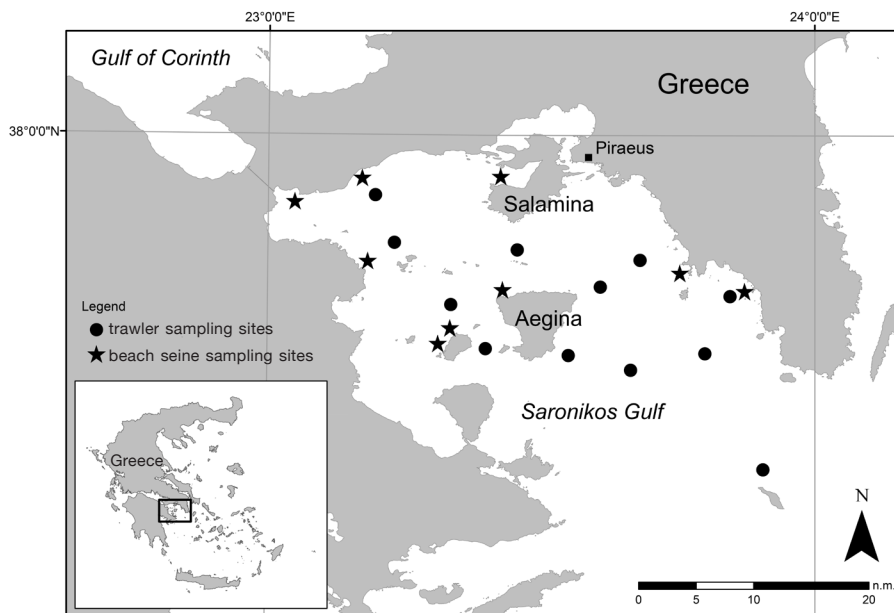 23°0'0"E
24°0'0"E
Gulf of Corinth
Greece
38°0'0"N
Piraeus
Salamina
Legend
trawler sampling sites
beach seine sampling sites
Aegina
Saronikos Gulf
Greece
N
n.m.
0 5 10 20